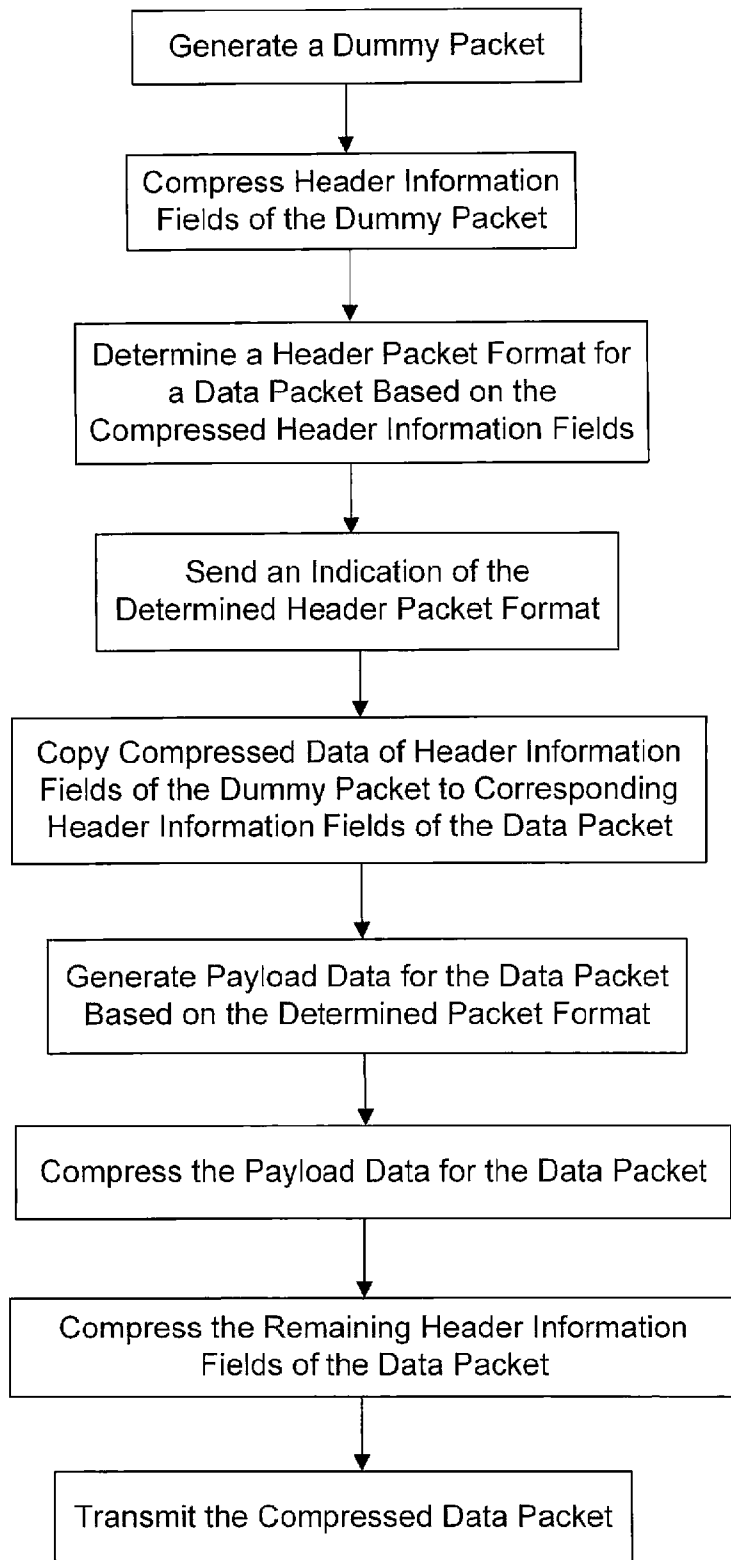 Generate a Dummy Packet
Compress Header Information
Fields of the Dummy Packet
Determine a Header Packet Format for
a Data Packet Based on the
Compressed Header Information Fields
Send an Indication of the
Determined Header Packet Format
Copy Compressed Data of Header Information
Fields of the Dummy Packet to Corresponding
Header Information Fields of the Data Packet
Generate Payload Data for the Data Packet
Based on the Determined Packet Format
Compress the Payload Data for the Data Packet
Compress the Remaining Header Information
Fields of the Data Packet
Transmit the Compressed Data Packet